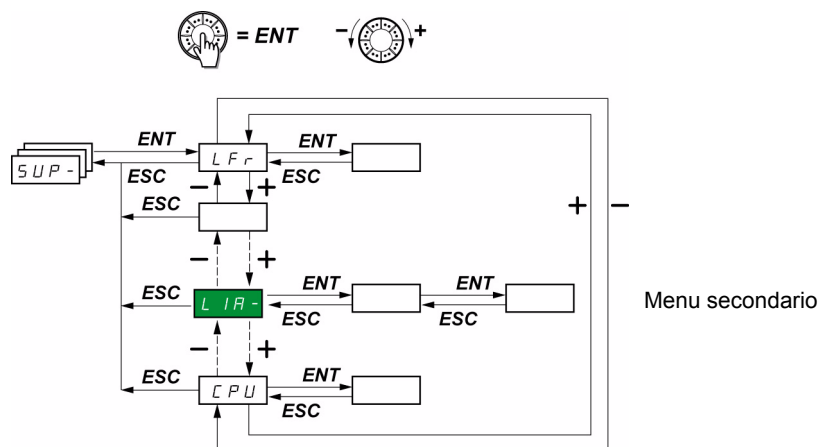 = ENT
- +
ENT
SUP-
LFr
ENT
ESC
ESC
- +
ESC
+ -
- +
ENT
ENT
ESC
LIA-
ESC
ESC
Menu secondario
- +
ESC
CPU
ENT
ESC